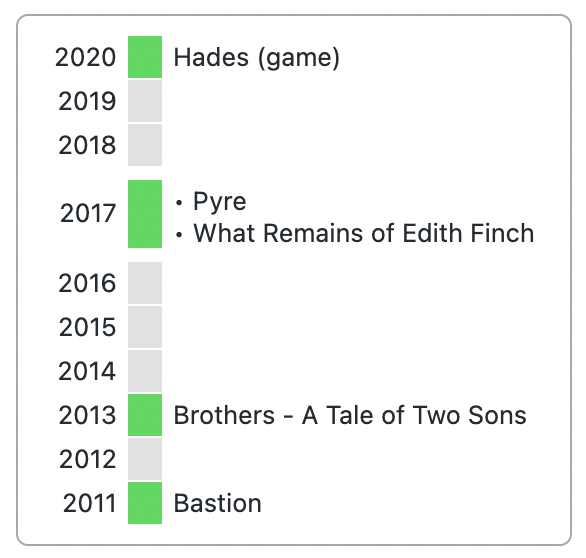 2020 Hades (game)
2019
2018
2017
• Pyre
• What Remains of Edith Finch
2016
2015
2014
2013 Brothers - A Tale of Two Sons
2012
2011 Bastion